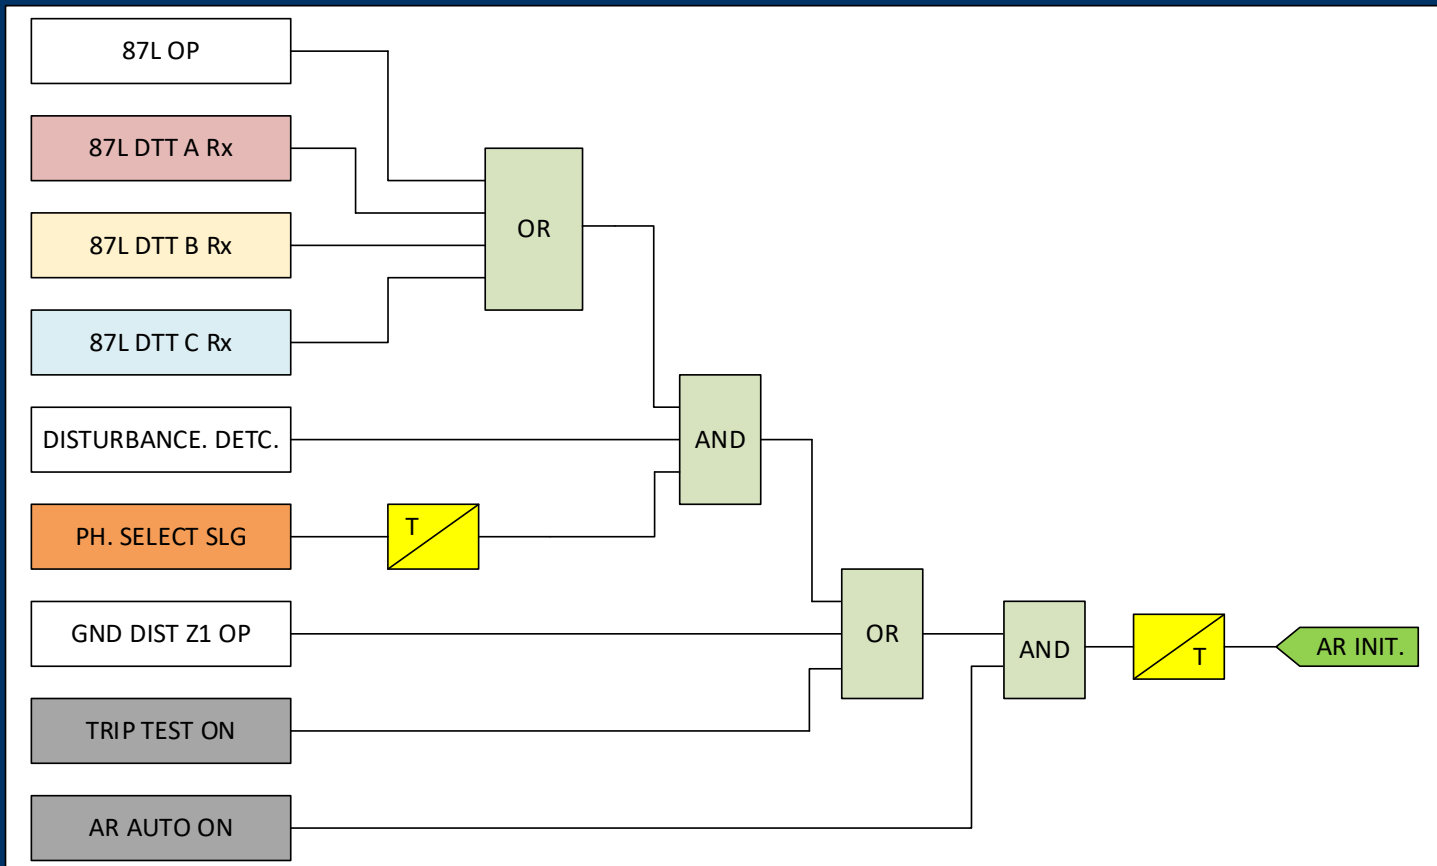 87L OP
87L DTT A Rx
87L DTT B Rx
OR
87L DTT C Rx
DISTURBANCE. DETC.
AND
PH. SELECT SLG
T
GND DIST Z1 OP
OR
AND
T
AR INIT.
TRIP TEST ON
AR AUTO ON